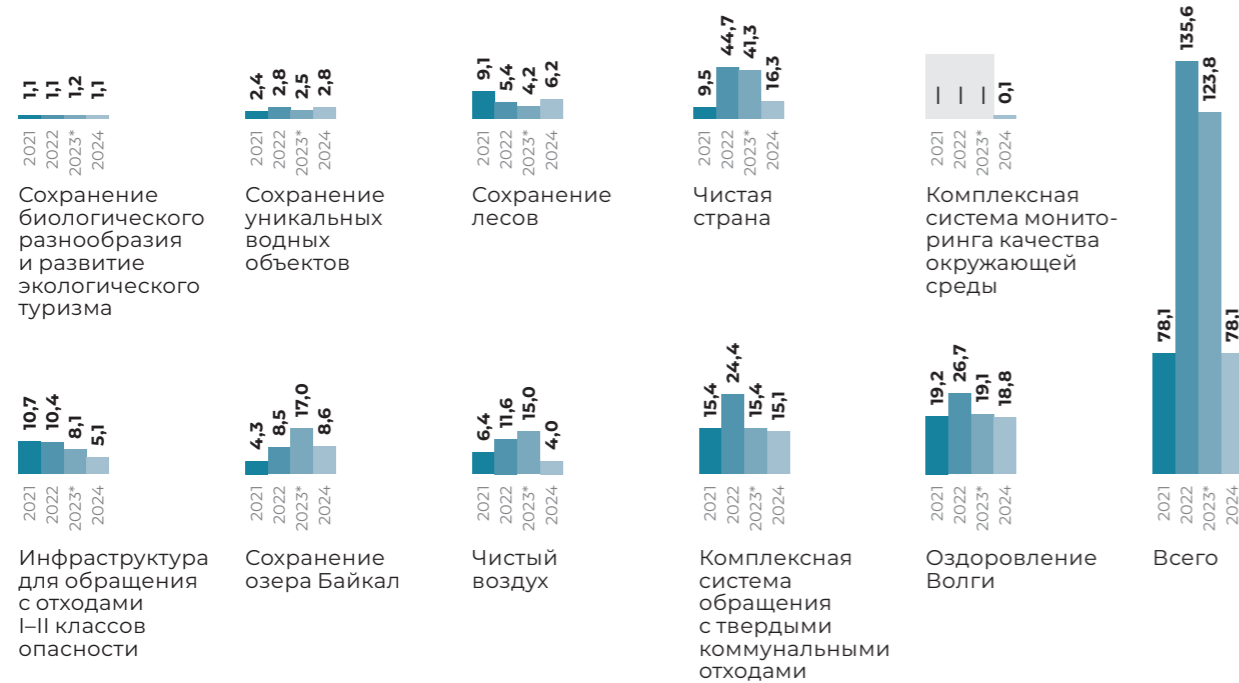 1,1 1,1 1,2 1,1
2021 2022 2023* 2024
Сохранение
биологического
разнообразия
и развитие
экологического
туризма
2,4 2,8 2,5 2,8
2021 2022 2023* 2024
Сохранение
уникальных
водных
объектов
9,1 5,4 4,2 6,2
2021 2022 2023* 2024
Сохранение
лесов
9,5 44,7 41,3 16,3
2021 2022 2023* 2024
Чистая
страна
— — — 0,1
2021 2022 2023* 2024
Комплексная
система монито-
ринга качества
окружающей
среды
10,7 10,4 8,1 5,1
2021 2022 2023* 2024
Инфраструктура
для обращения
с отходами
I–II классов
опасности
4,3 8,5 17,0 8,6
2021 2022 2023* 2024
Сохранение
озера Байкал
6,4 11,6 15,0 4,0
2021 2022 2023* 2024
Чистый
воздух
15,4 24,4 15,4 15,1
2021 2022 2023* 2024
Комплексная
система
обращения
с твердыми
коммунальными
отходами
19,2 26,7 19,1 18,8
2021 2022 2023* 2024
Оздоровление
Волги
78,1 135,6 123,8 78,1
2021 2022 2023* 2024
Всего